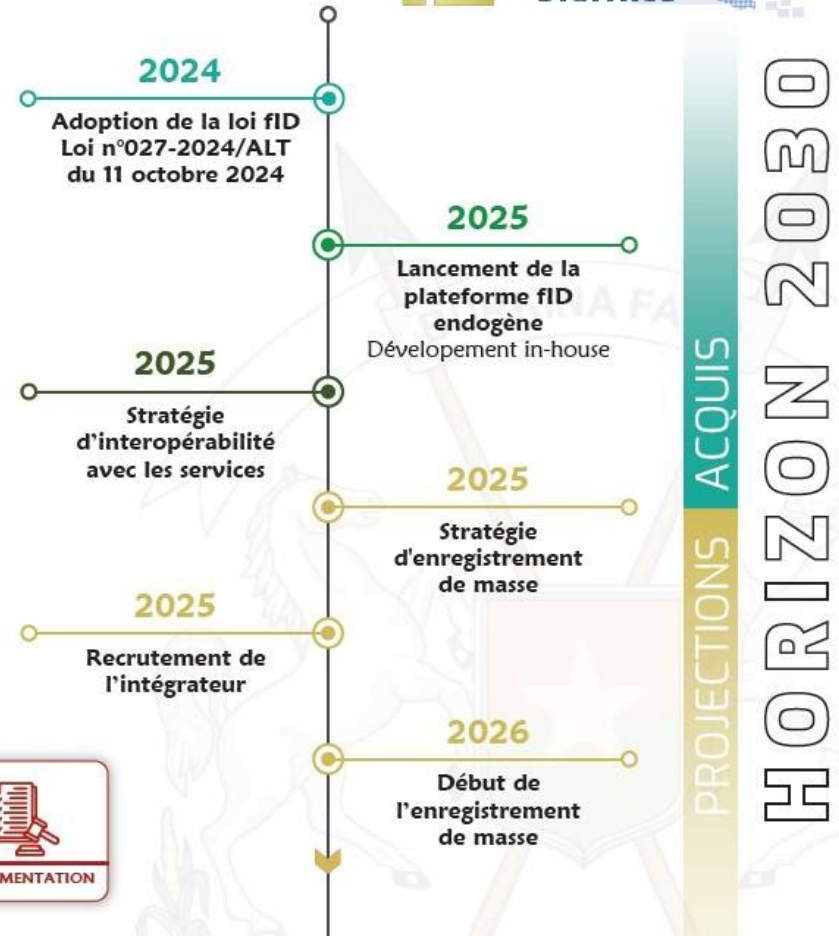 2024
Adoption de la loi fID
Loi n°027-2024/ALT
du 11 octobre 2024
2025
Lancement de la
plateforme fID
endogène
Dévelopement in-house
2025
Stratégie
d'interopérabilité
avec les services
2025
Stratégie
d'enregistrement
de masse
2025
Recrutement de
l'intégrateur
2026
Début de
l'enregistrement
de masse
ACQUIS
PROJECTIONS
HORIZON 2030